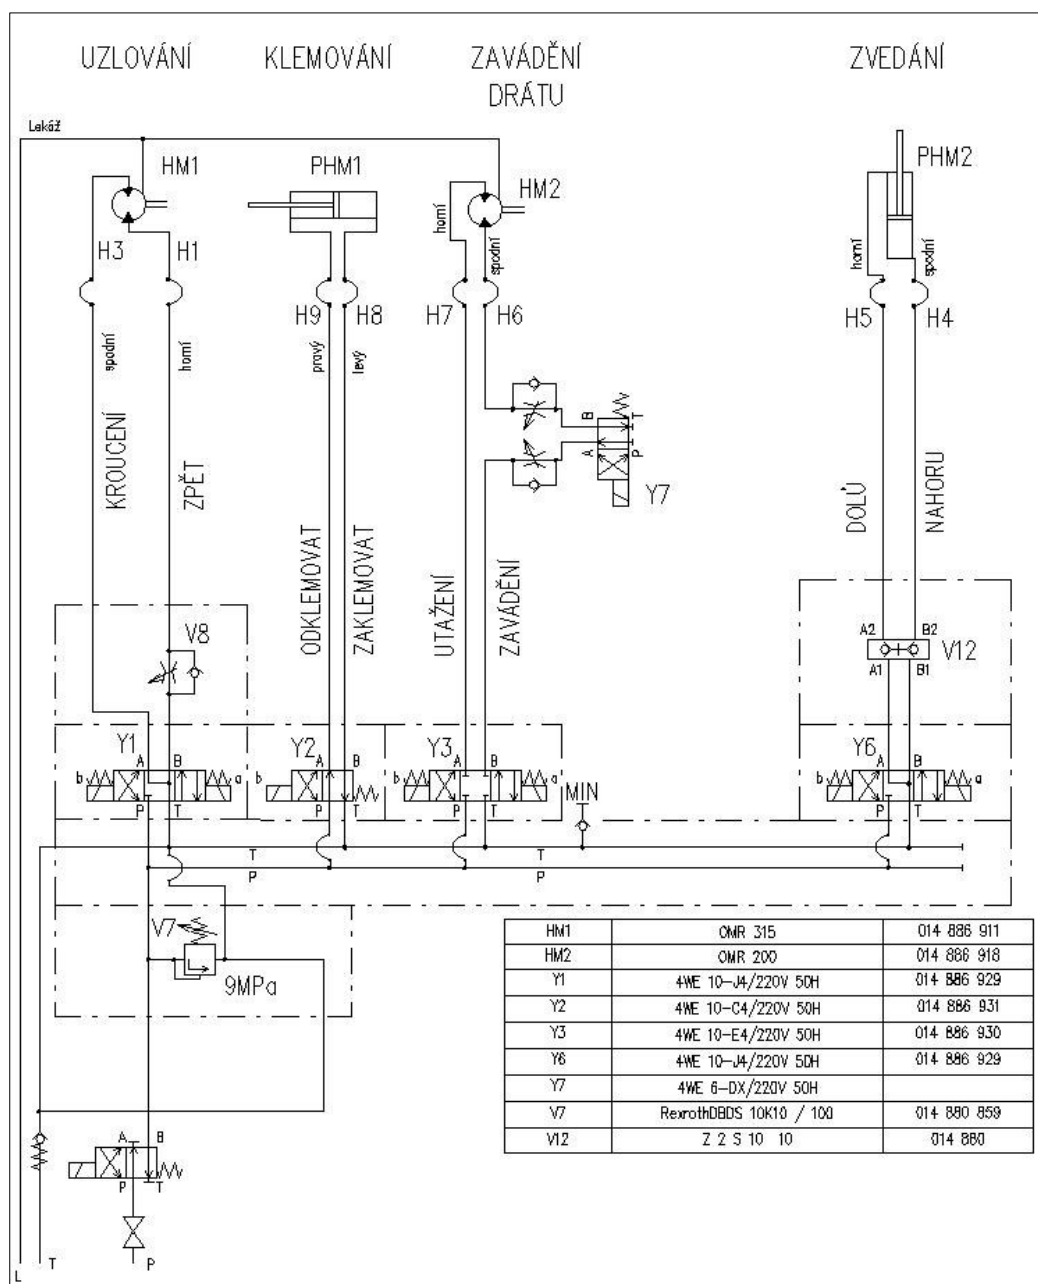 UZLOVÁNÍ
KLEMOVÁNÍ
ZAVÁDĚNÍ
DRÁTU
ZVEDÁNÍ
Lekáž
HM1
PHM1
HM2
PHM2
H3
H1
horní
spodní
horní
spodní
H9
H8
H7
H6
H5
H4
spodní
horní
pravý
levý
KROUCENÍ
ZPĚT
ODKLEMOVAT
ZAKLEMOVAT
UTAŽENÍ
ZAVÁDĚNÍ
B
T
A
P
Y7
DOLŮ
NAHORU
V8
A2
B2
V12
A1
B1
Y1
A
B
b
a
P
T
Y2
A
B
b
P
T
Y3
A
B
b
a
P
T
MIN
Y6
A
B
b
a
P
T
T
P
T
P
V7
9MPa
HM1 OMR 315 014 886 911
HM2 OMR 200 014 886 918
Y1 4WE 10-J4/220V 50H 014 886 929
Y2 4WE 10-C4/220V 50H 014 886 931
Y3 4WE 10-E4/220V 50H 014 886 930
Y6 4WE 10-J4/220V 50H 014 886 929
Y7 4WE 6-DX/220V 50H
V7 RexrothDBDS 10K10 / 100 014 880 859
V12 Z 2 S 10 10 014 880
A
B
P
T
L
T
P